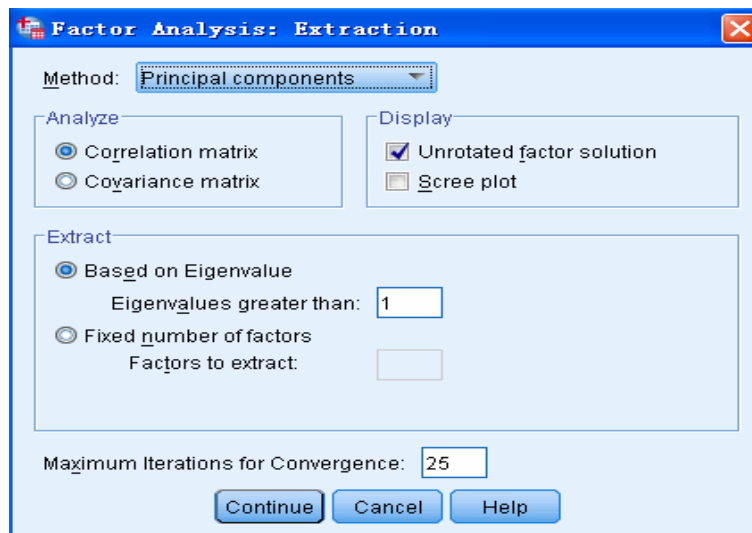 Factor Analysis: Extraction
Method: Principal components
Analyze
Correlation matrix
Covariance matrix
Display
Unrotated factor solution
Scree plot
Extract
Based on Eigenvalue
Eigenvalues greater than: 1
Fixed number of factors
Factors to extract:
Maximum Iterations for Convergence: 25
Continue Cancel Help